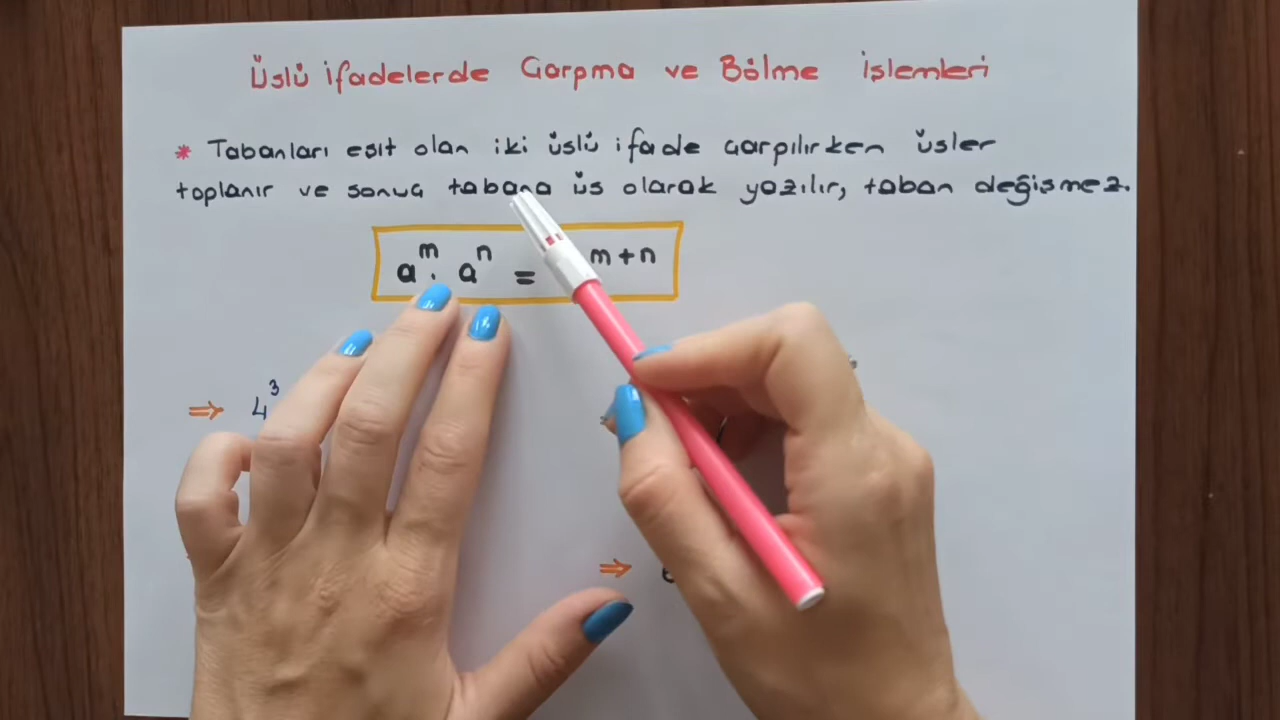 Üslü İfadelerde Çarpma ve Bölme İşlemleri
* Tabanları eşit olan iki üslü ifade çarpılırken üsler
toplanır ve sonuç tabana üs olarak yazılır, taban değişmez.
a^m . a^n = m+n
⇒ 4^3
⇒